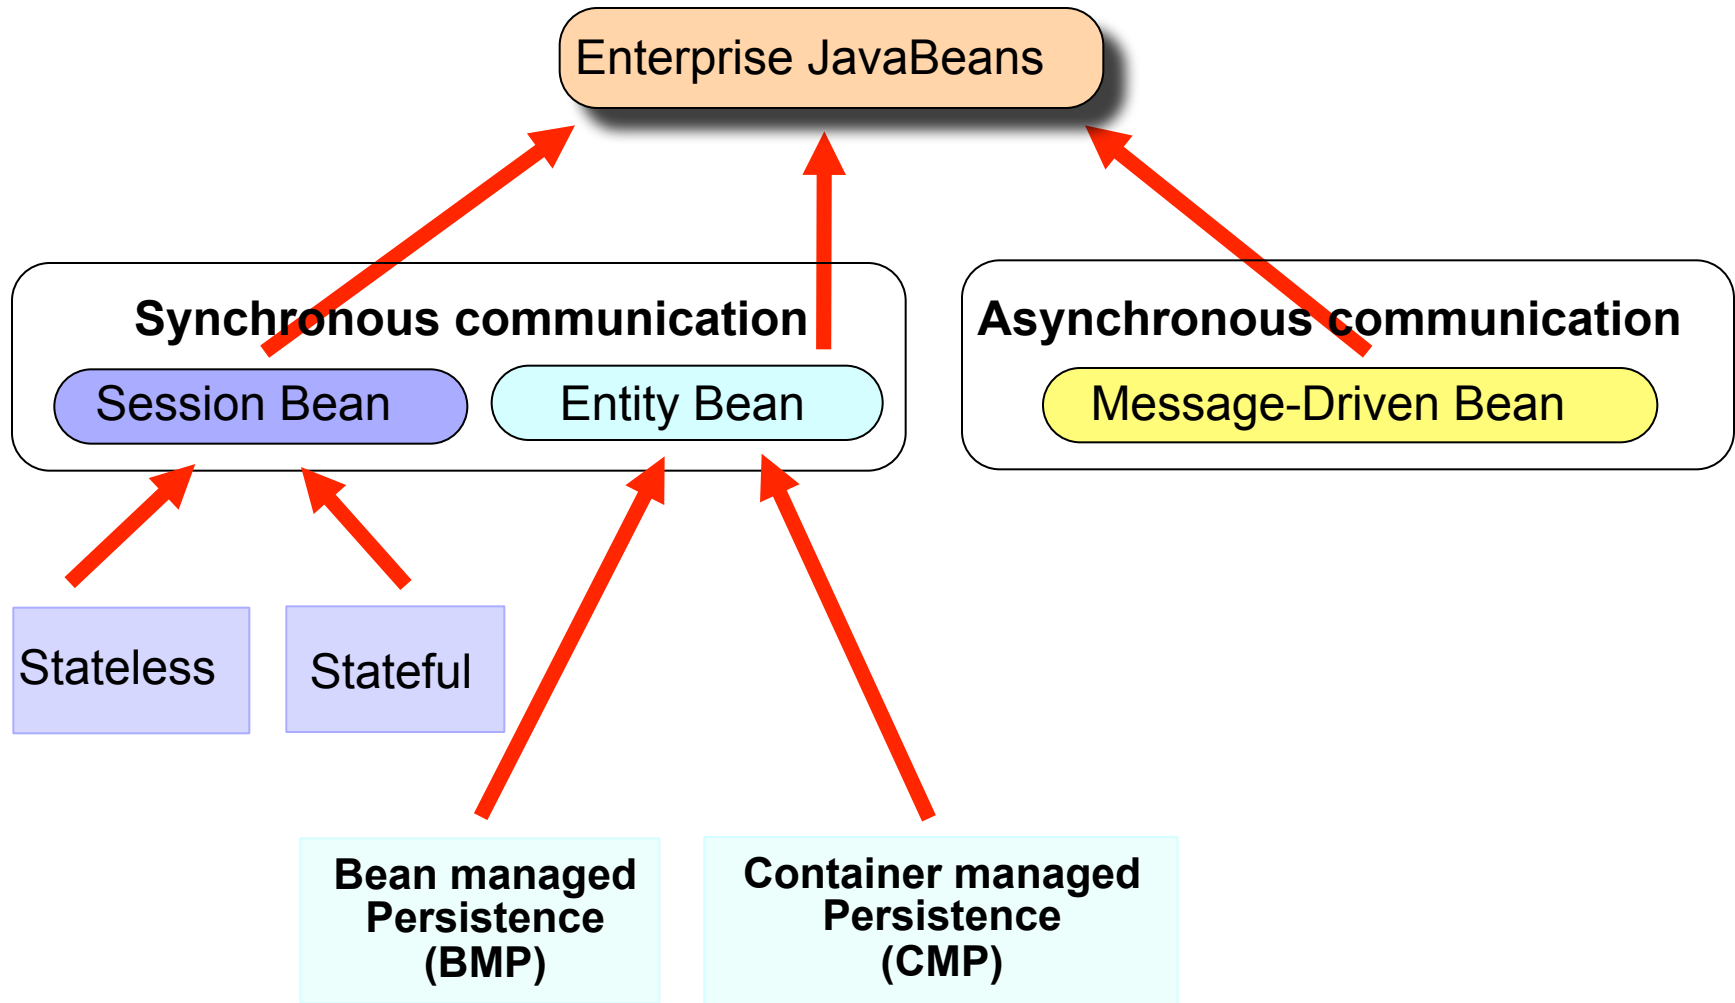 Enterprise JavaBeans
Synchronous communication
Asynchronous communication
Session Bean
Entity Bean
Message-Driven Bean
Stateless
Stateful
Bean managed
Persistence
(BMP)
Container managed
Persistence
(CMP)